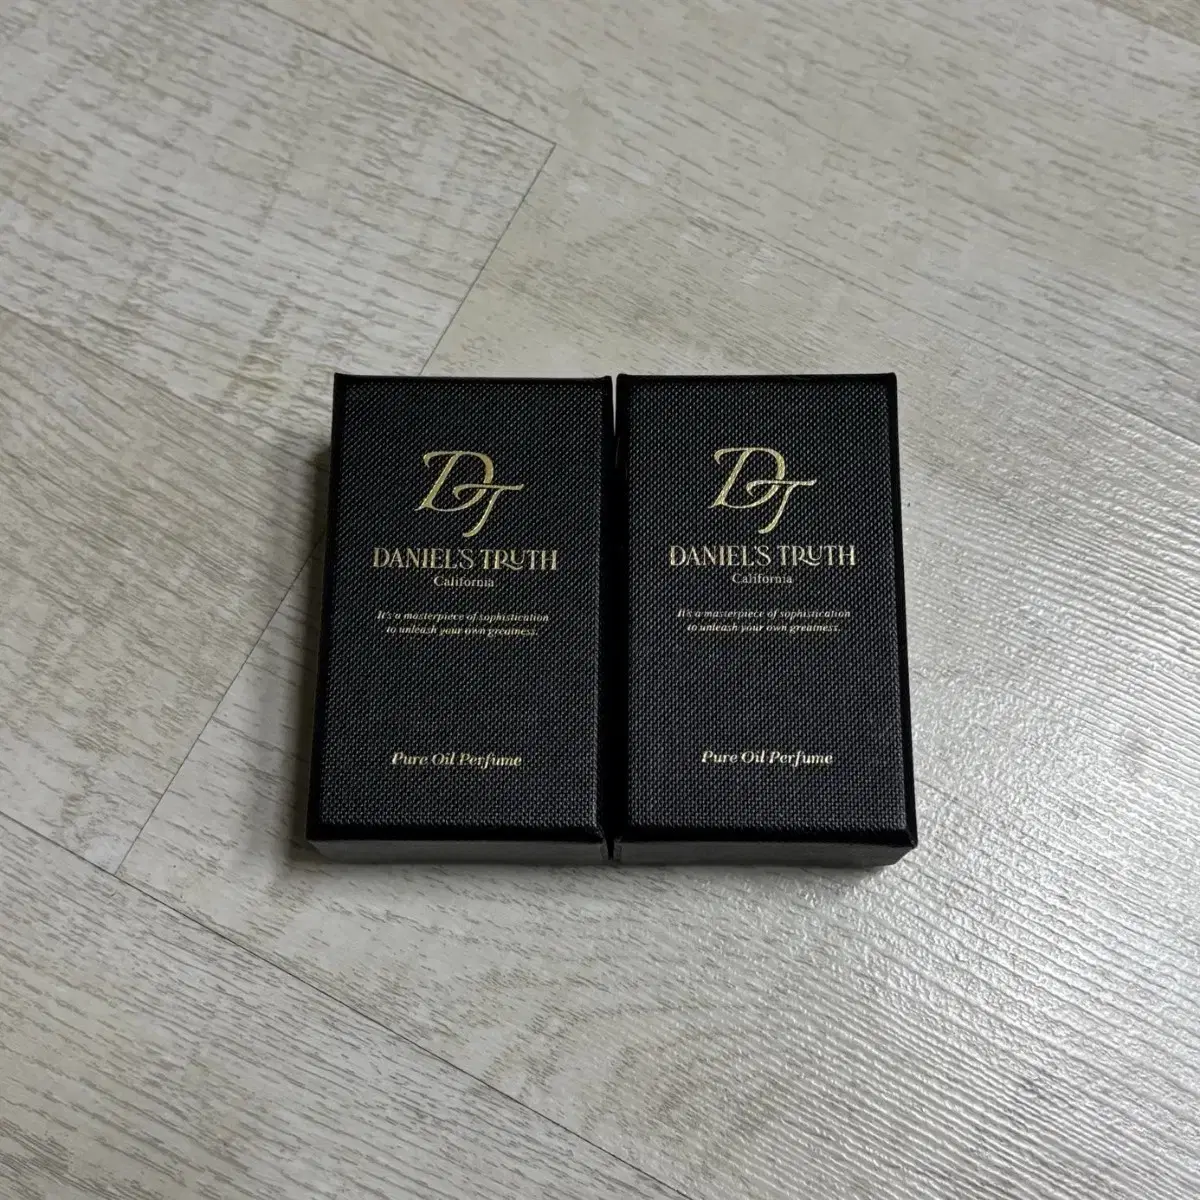 DT
DANIEL'S TRUTH
California
It's a masterpiece of sophistication
to unleash your own greatness.
Pure Oil Perfume
DT
DANIEL'S TRUTH
California
It's a masterpiece of sophistication
to unleash your own greatness.
Pure Oil Perfume